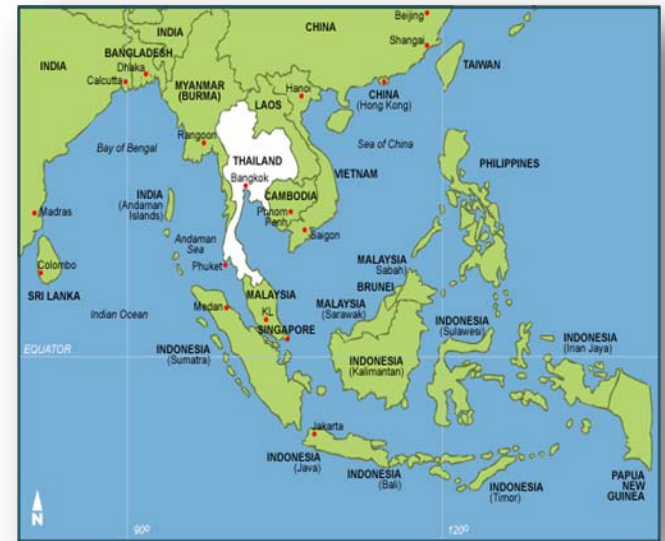 Beijing
CHINA
INDIA
Shangai
BANGLADESH
INDIA
Dhaka
TAIWAN
Calcutta
MYANMAR
(BURMA)
Hanoi
CHINA
(Hong Kong)
LAOS
Rangoon
Bay of Bengal
Sea of China
THAILAND
PHILIPPINES
Bangkok
VIETNAM
INDIA
(Andaman
Islands)
CAMBODIA
Madras
Phnom
Penh
Saigon
Andaman
Sea
MALAYSIA
Sabah)
Colombo
Phuket
BRUNEI
SRI LANKA
MALAYSIA
Medan
MALAYSIA
(Sarawak)
Indian Ocean
KL
INDONESIA
(Sulawesi)
SINGAPORE
INDONESIA
(Irian Jaya)
EQUATOR
INDONESIA
(Sumatra)
INDONESIA
(Kalimantan)
Jakarta
INDONESIA
(Java)
INDONESIA
(Bali)
INDONESIA
(Timor)
PAPUA
NEW
GUINEA
N
90º
120º